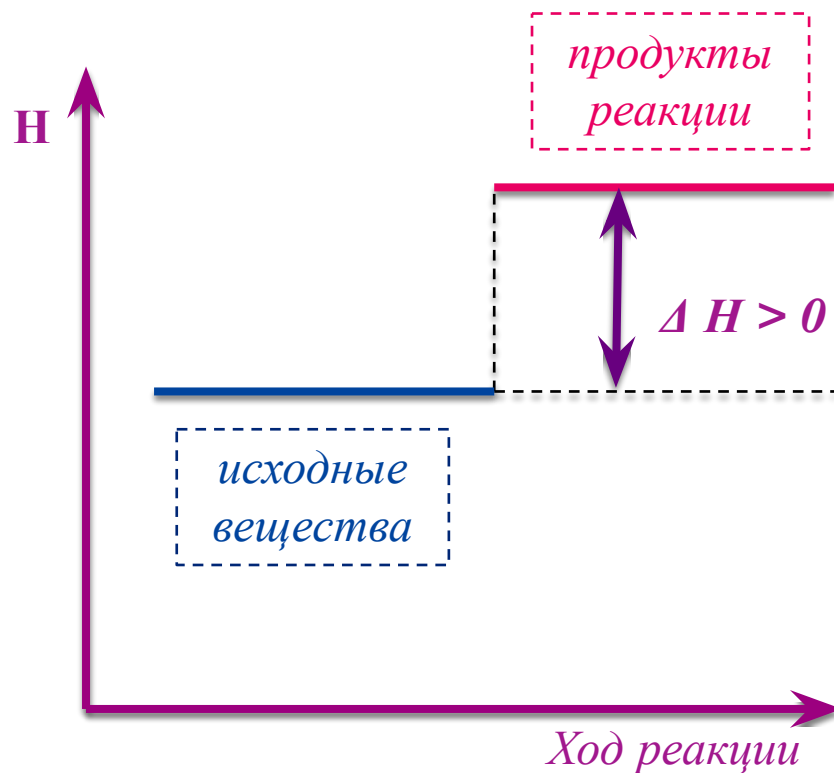 продукты
реакции
H
Δ H > 0
исходные
вещества
Ход реакции